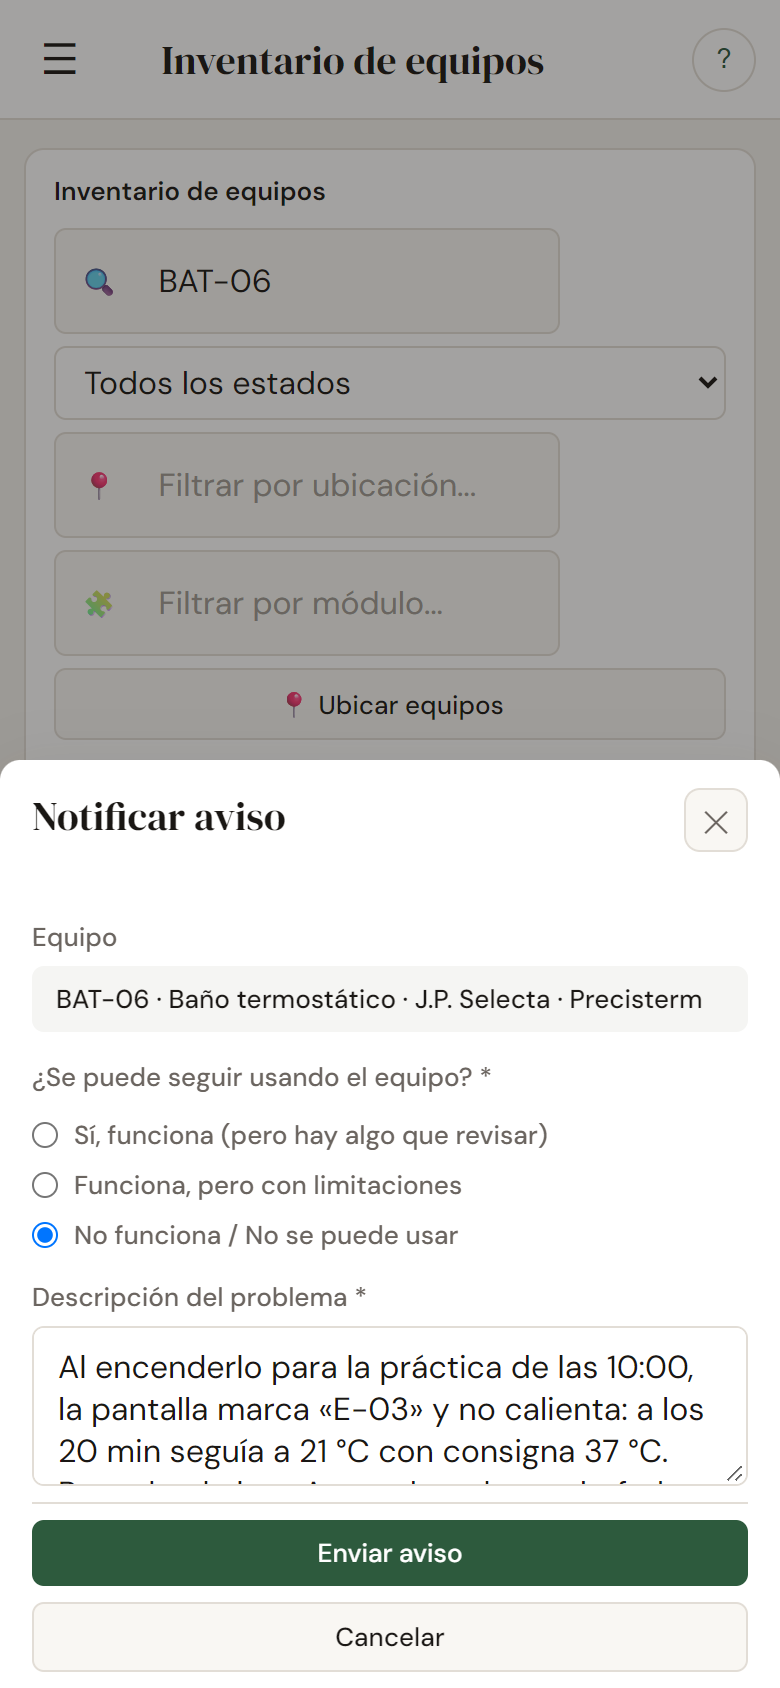 Inventario de equipos
?
Inventario de equipos
BAT-06
Todos los estados
Filtrar por ubicación...
Filtrar por módulo...
Ubicar equipos
Notificar aviso
Equipo
BAT-06 · Baño termostático · J.P. Selecta · Precisterm
¿Se puede seguir usando el equipo? *
Sí, funciona (pero hay algo que revisar)
Funciona, pero con limitaciones
No funciona / No se puede usar
Descripción del problema *
Al encenderlo para la práctica de las 10:00,
la pantalla marca «E-03» y no calienta: a los
20 min seguía a 21 °C con consigna 37 °C.
Enviar aviso
Cancelar